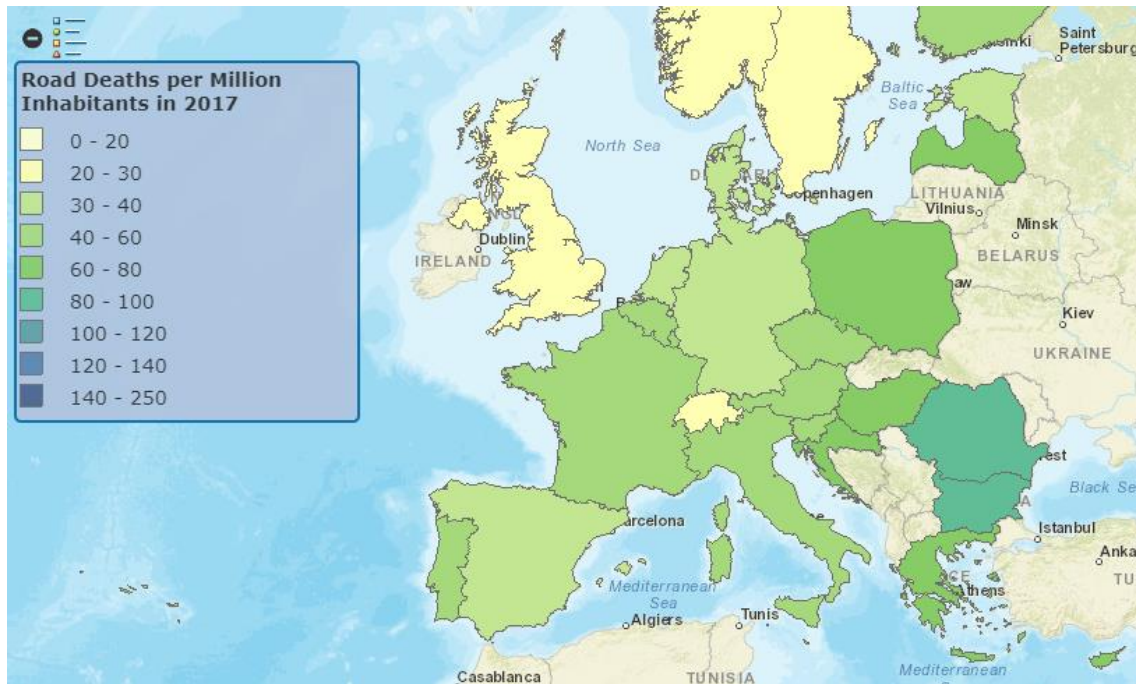 Road Deaths per Million
Inhabitants in 2017
0 - 20
20 - 30
30 - 40
40 - 60
60 - 80
80 - 100
100 - 120
120 - 140
140 - 250
Saint
Petersburg
Baltic
Sea
North Sea
LITHUANIA
Vilnius
Minsk
BELARUS
Dublin
IRELAND
Kiev
UKRAINE
Black Se
Istanbul
Anka
TU
Athens
Mediterranean
Sea
Algiers
Tunis
Casablanca
TUNISIA
Mediterranean